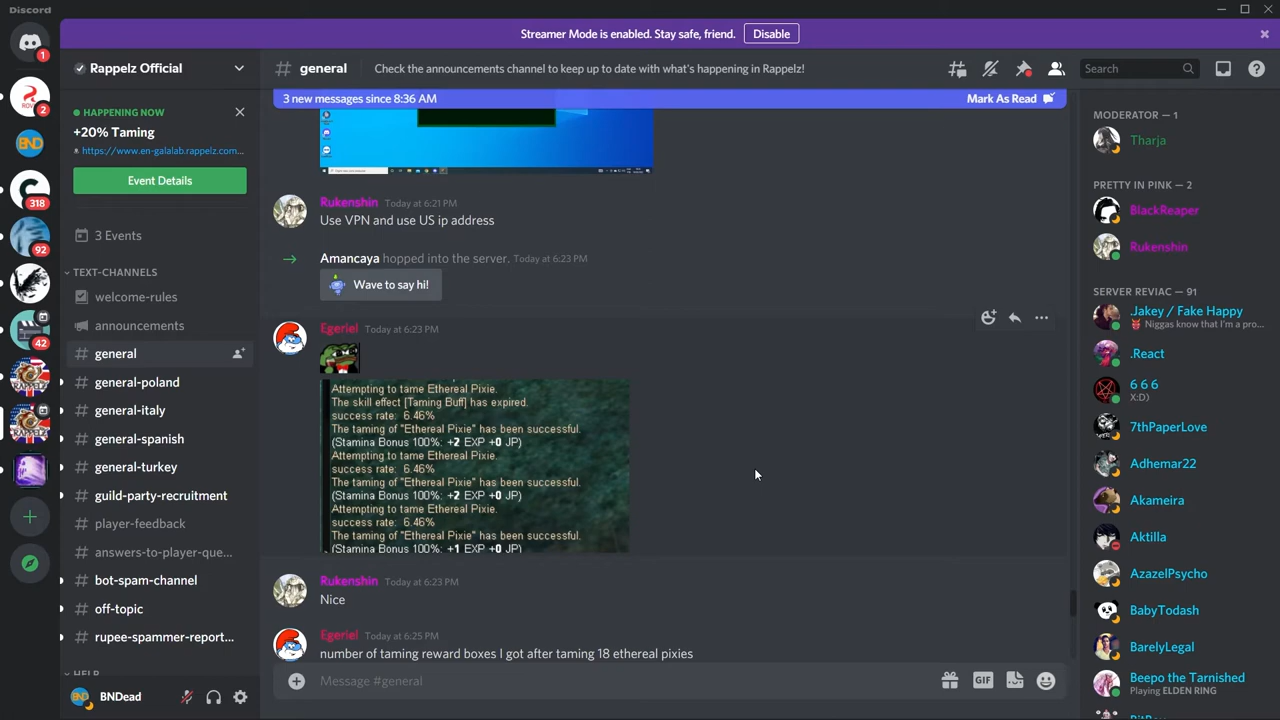 Discord
Streamer Mode is enabled. Stay safe, friend.
Disable
1
2
318
92
42
Rappelz Official
HAPPENING NOW
+20% Taming
https://www.en-galalab.rappelz.com...
Event Details
3 Events
TEXT-CHANNELS
welcome-rules
announcements
general
general-poland
general-italy
general-spanish
general-turkey
guild-party-recruitment
player-feedback
answers-to-player-que...
bot-spam-channel
off-topic
rupee-spammer-report...
HELP
BND
BNDead
# general
Check the announcements channel to keep up to date with what's happening in Rappelz!
Search
3 new messages since 8:36 AM
Mark As Read
Rukenshin Today at 6:21 PM
Use VPN and use US ip address
Amancaya hopped into the server. Today at 6:23 PM
Wave to say hi!
Egeriel Today at 6:23 PM
Attempting to tame Ethereal Pixie.
The skill effect [Taming Buff] has expired.
success rate: 6.46%
The taming of "Ethereal Pixie" has been successful.
(Stamina Bonus 100%: +2 EXP +0 JP)
Attempting to tame Ethereal Pixie.
success rate: 6.46%
The taming of "Ethereal Pixie" has been successful.
(Stamina Bonus 100%: +2 EXP +0 JP)
Attempting to tame Ethereal Pixie.
success rate: 6.46%
The taming of "Ethereal Pixie" has been successful.
(Stamina Bonus 100%: +1 EXP +0 JP)
Rukenshin Today at 6:23 PM
Nice
Egeriel Today at 6:25 PM
number of taming reward boxes I got after taming 18 ethereal pixies
Message #general
GIF
MODERATOR — 1
Tharja
PRETTY IN PINK — 2
BlackReaper
Rukenshin
SERVER REVIAC — 91
.Jakey / Fake Happy
Niggas know that I'm a pro...
.React
6 6 6
X:D)
7thPaperLove
Adhemar22
Akameira
Aktilla
AzazelPsycho
BabyTodash
BarelyLegal
Beepo the Tarnished
Playing ELDEN RING